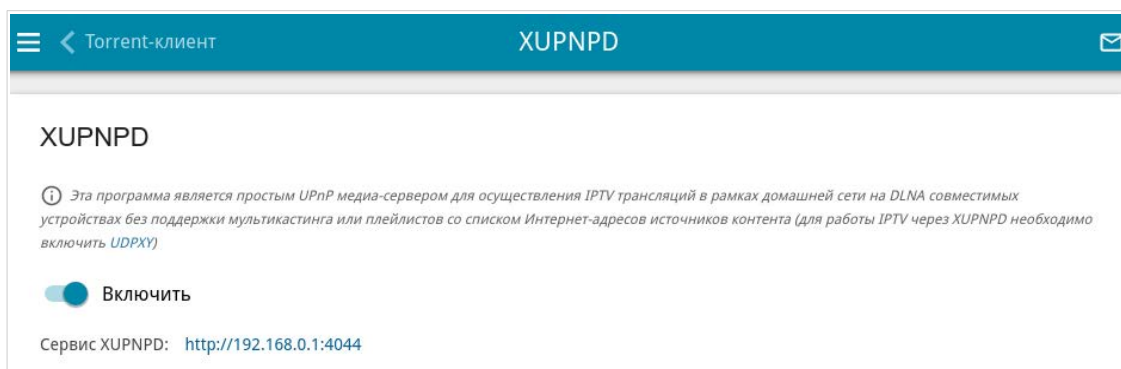 Torrent-клиент XUPNPD
XUPNPD
Эта программа является простым UPnP медиа-сервером для осуществления IPTV трансляций в рамках домашней сети на DLNA совместимых
устройствах без поддержки мультикастинга или плейлистов со списком Интернет-адресов источников контента (для работы IPTV через XUPNPD необходимо
включить UDPXY)
Включить
Сервис XUPNPD: http://192.168.0.1:4044